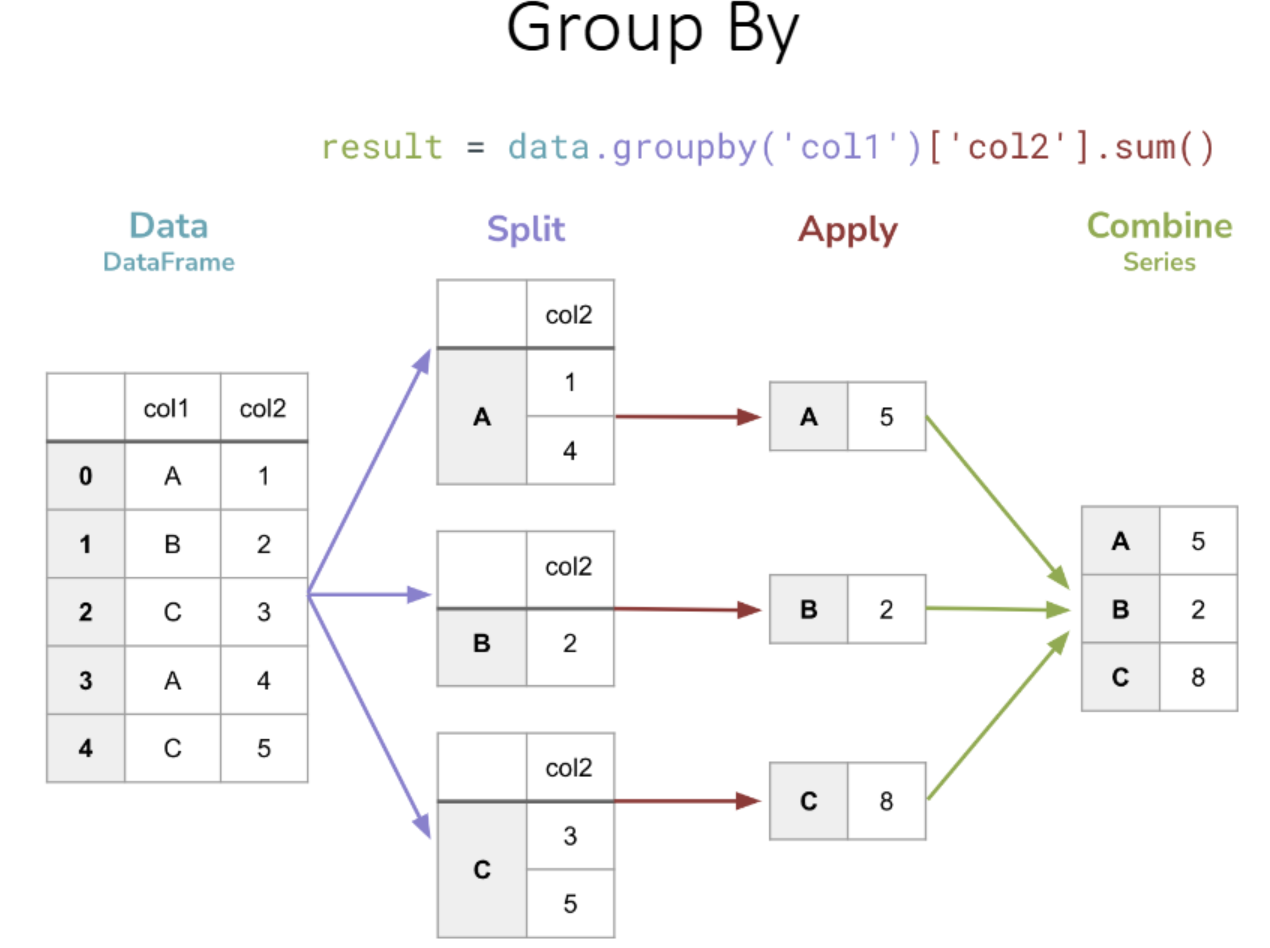 Group By
result = data.groupby('col1')['col2'].sum()
Data
DataFrame
Split
Apply
Combine
Series
col1 col2
0 A 1
1 B 2
2 C 3
3 A 4
4 C 5
col2
A
1
4
col2
B 2
col2
C
3
5
A 5
B 2
C 8
A 5
B 2
C 8